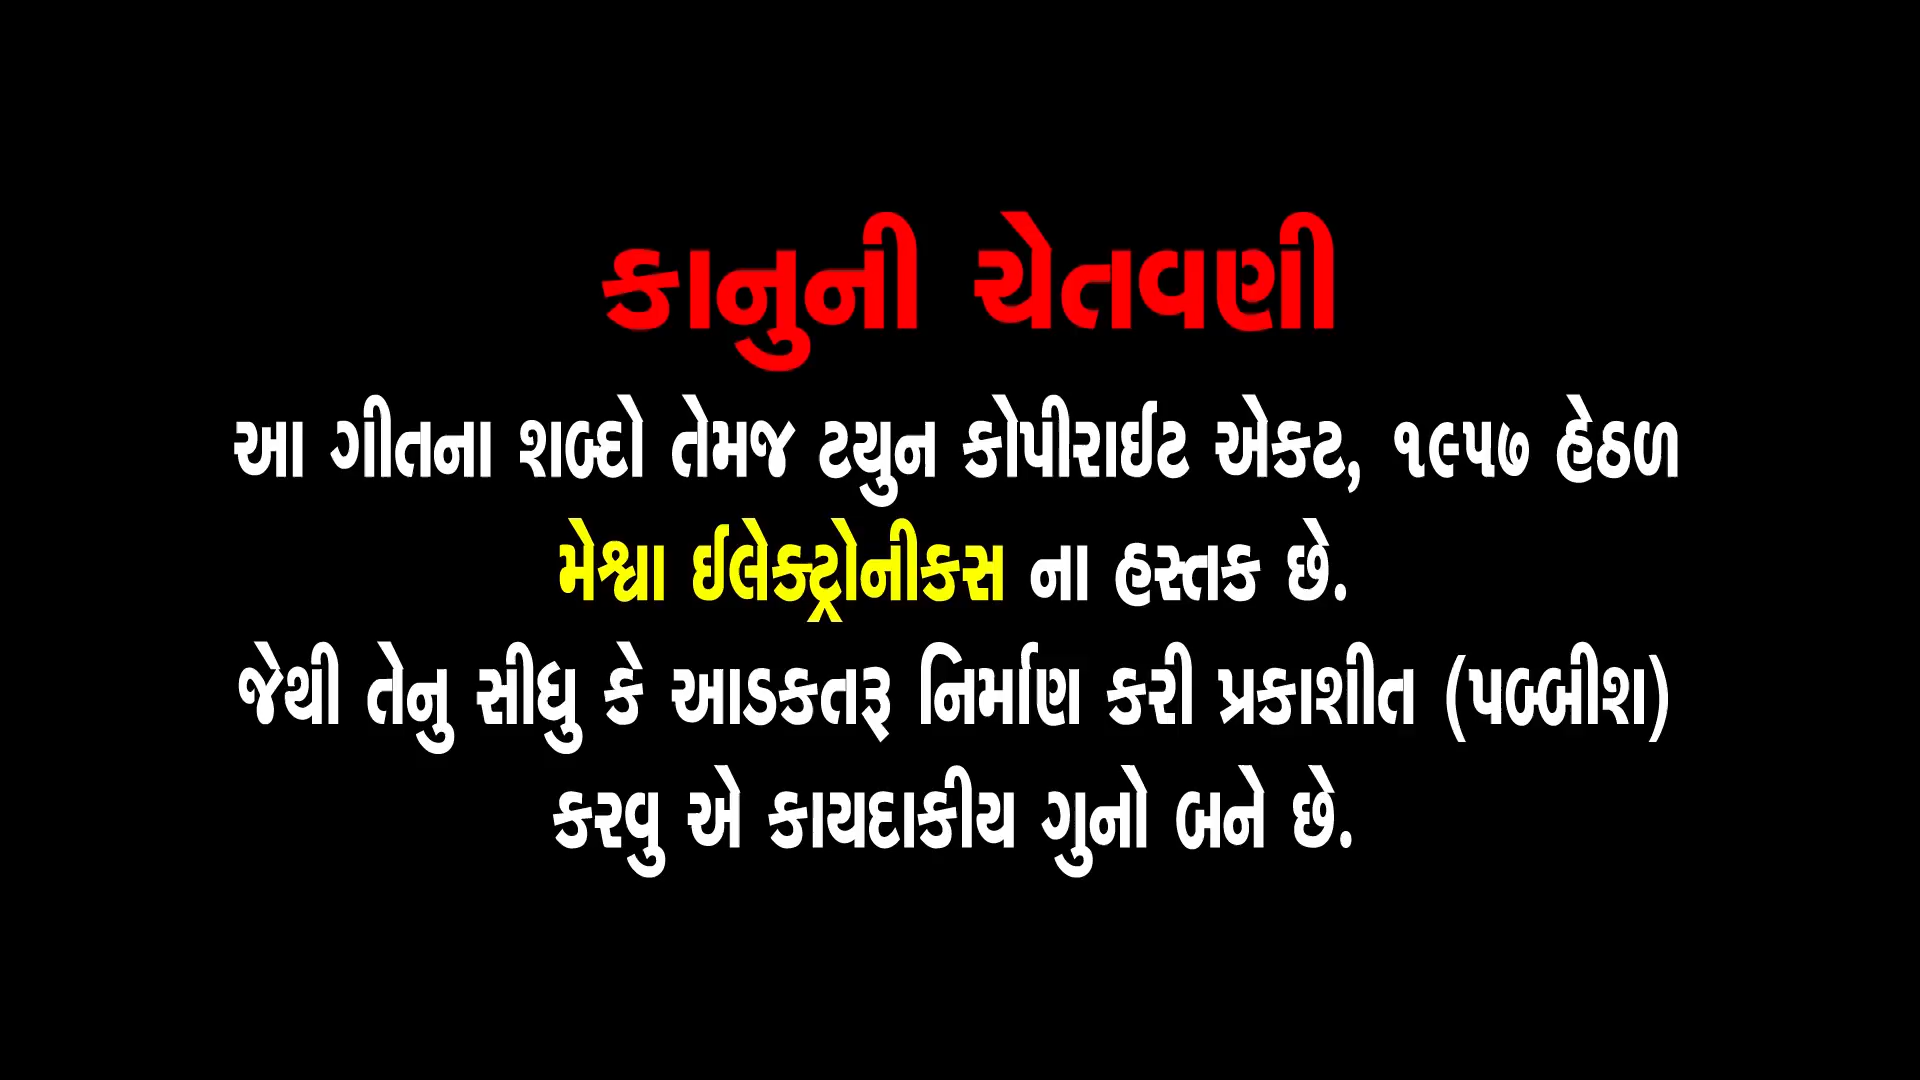 કાનુની ચેતવણી
આ ગીતના શબ્દો તેમજ ટયુન કોપીરાઈટ એકટ, ૧૯૫૭ હેઠળ
મેશ્વા ઈલેક્ટ્રોનીકસ ના હસ્તક છે.
જેથી તેનુ સીધુ કે આડકતરૂ નિર્માણ કરી પ્રકાશીત (પબ્બીશ)
કરવુ એ કાયદાકીય ગુનો બને છે.